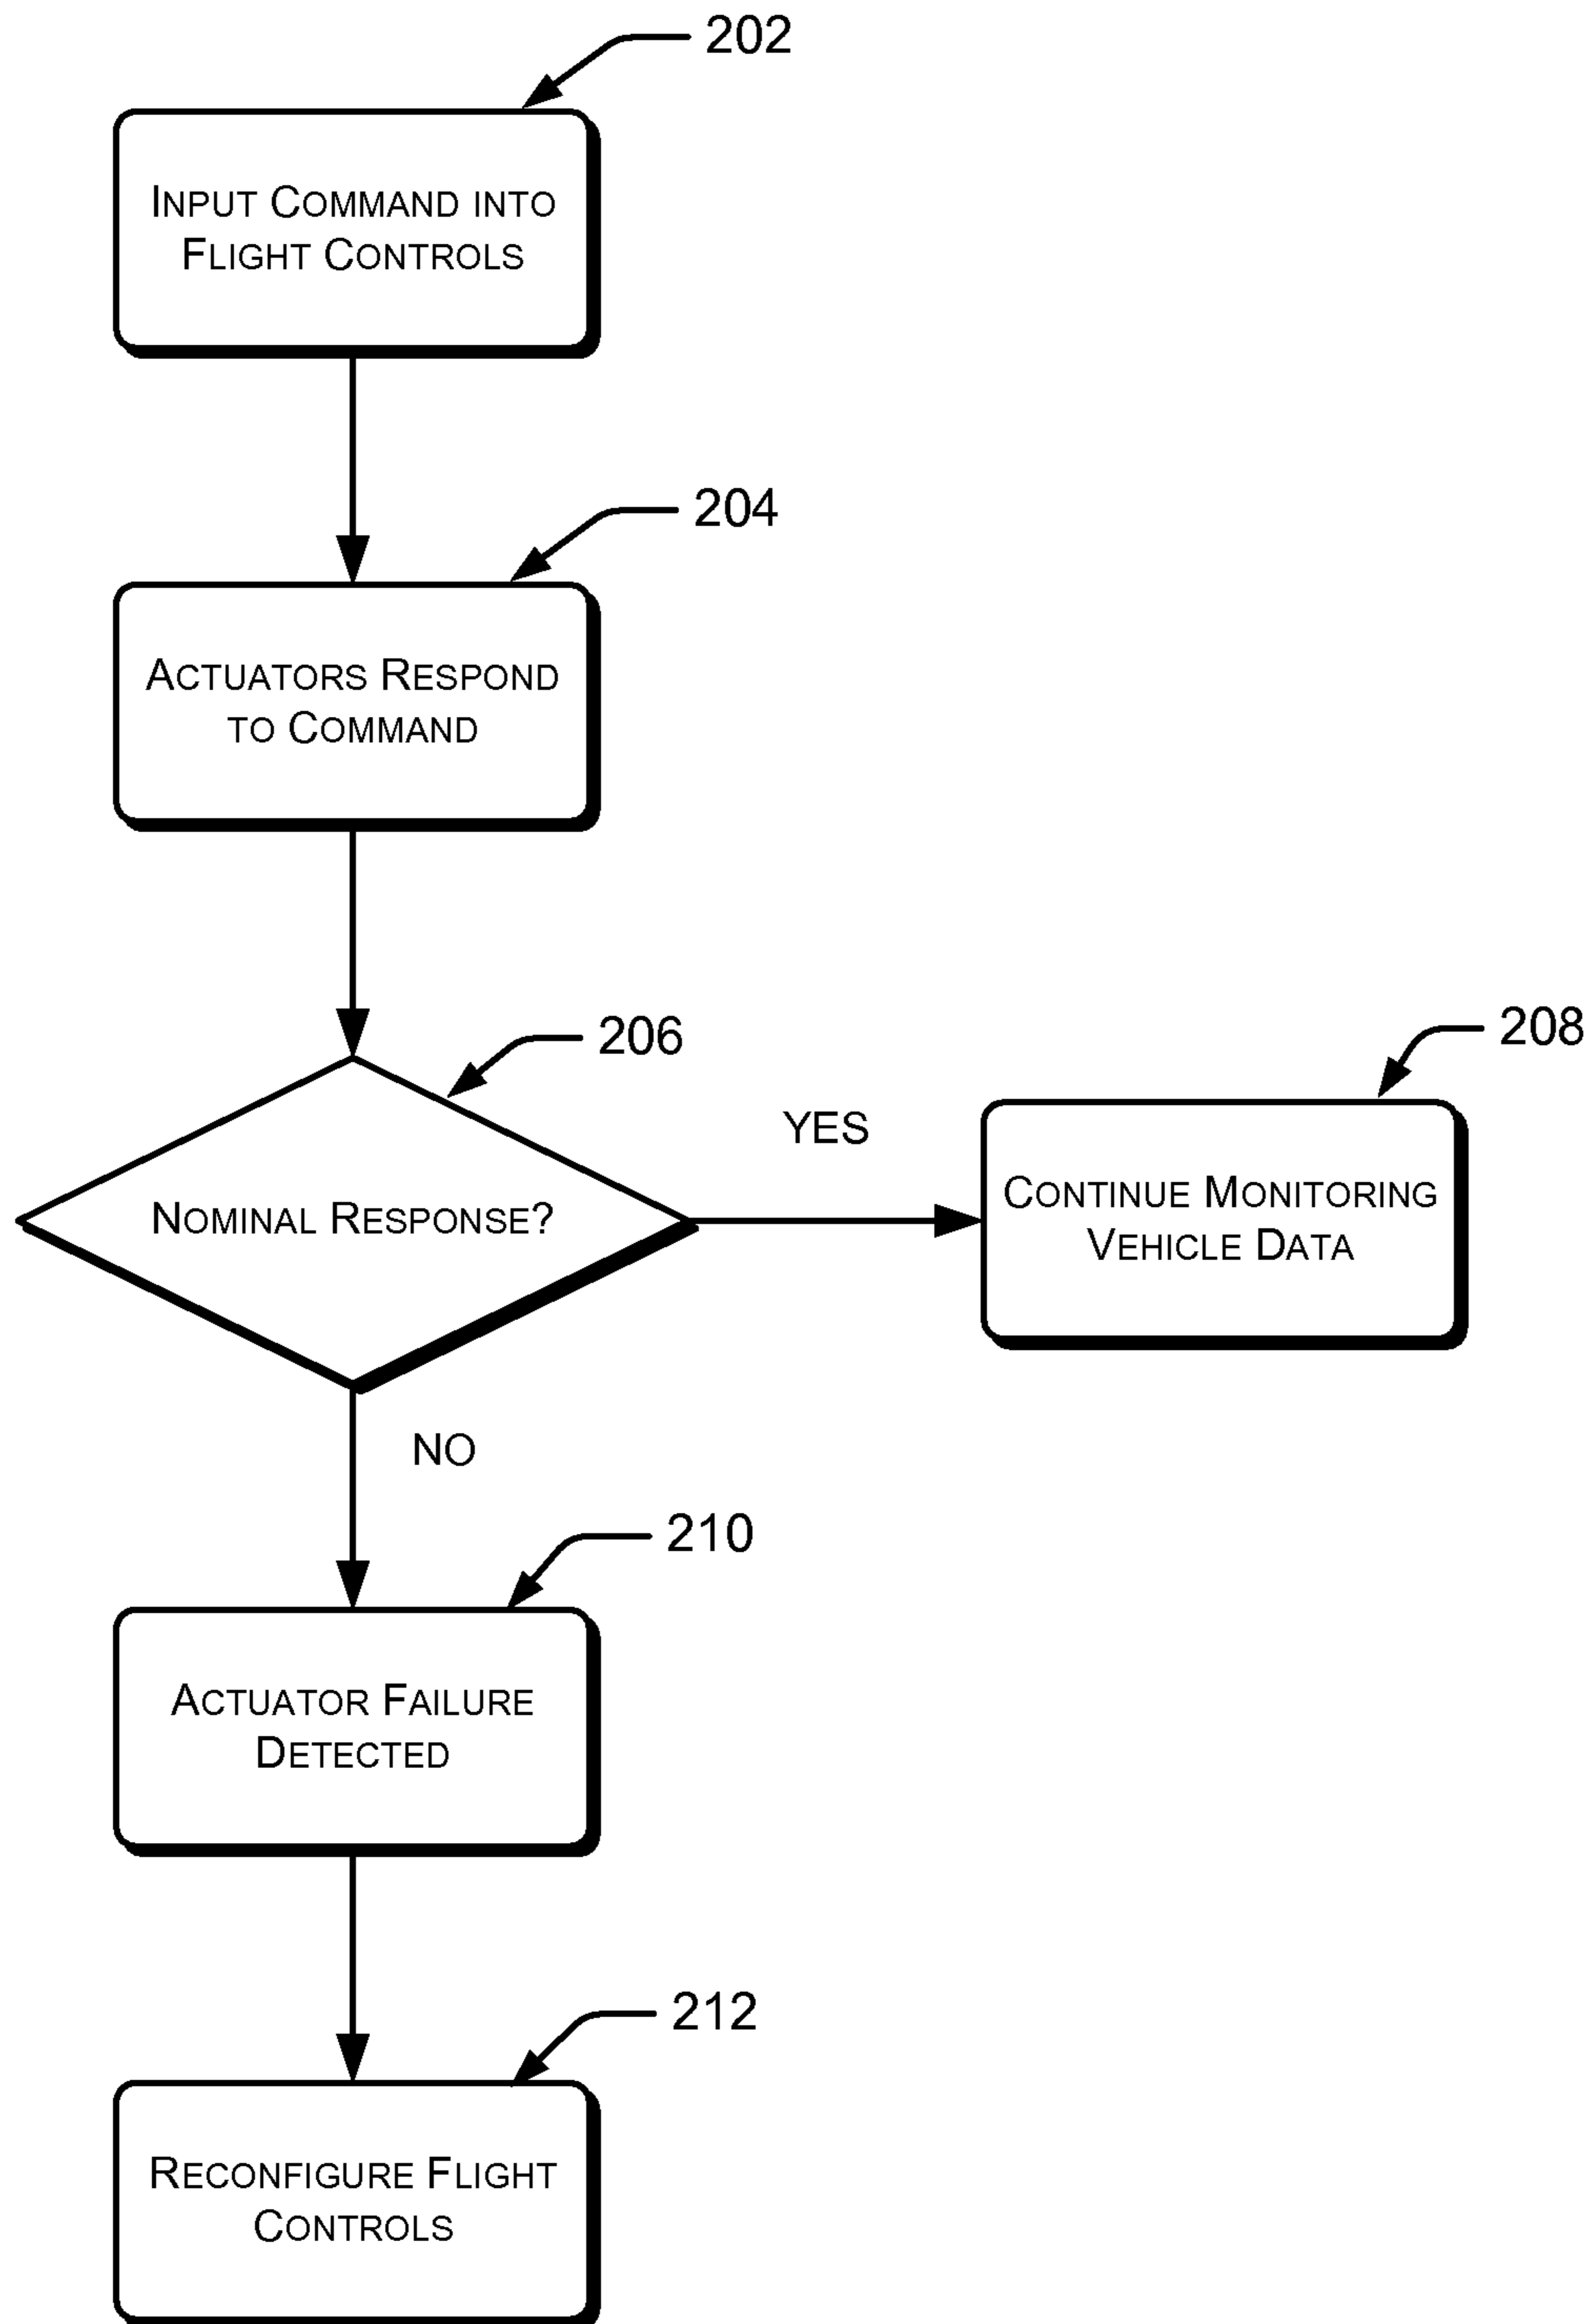 202
Input Command into
Flight Controls
204
Actuators Respond
to Command
206
Nominal Response?
YES
208
Continue Monitoring
Vehicle Data
NO
210
Actuator Failure
Detected
212
Reconfigure Flight
Controls